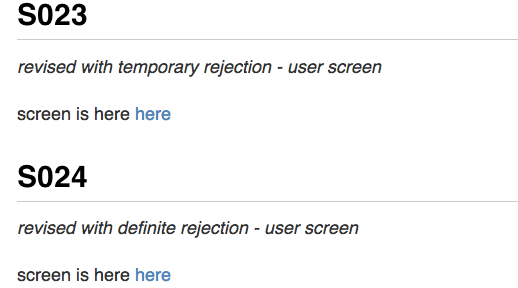 S023
revised with temporary rejection - user screen
screen is here here
S024
revised with definite rejection - user screen
screen is here here